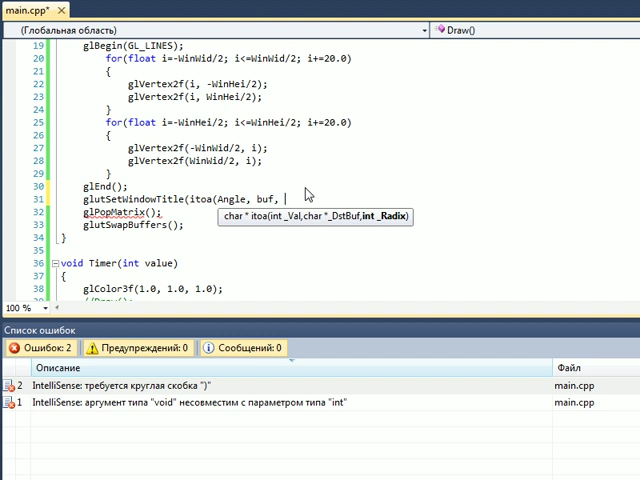 main.cpp*
(Глобальная область)
Draw()
19 glBegin(GL_LINES);
20 for(float i=-WinWid/2; i<=WinWid/2; i+=20.0)
21 {
22 glVertex2f(i, -WinHei/2);
23 glVertex2f(i, WinHei/2);
24 }
25 for(float i=-WinHei/2; i<=WinHei/2; i+=20.0)
26 {
27 glVertex2f(-WinWid/2, i);
28 glVertex2f(WinWid/2, i);
29 }
30 glEnd();
31 glutSetWindowTitle(itoa(Angle, buf,
32 glPopMatrix();
char * itoa(int _Val,char *_DstBuf,int _Radix)
33 glutSwapBuffers();
34 }
35
36 void Timer(int value)
37 {
38 glColor3f(1.0, 1.0, 1.0);
100 %
Список ошибок
Ошибок: 2 Предупреждений: 0 Сообщений: 0
Описание Файл
2 IntelliSense: требуется круглая скобка ")" main.cpp
1 IntelliSense: аргумент типа "void" несовместим с параметром типа "int" main.cpp